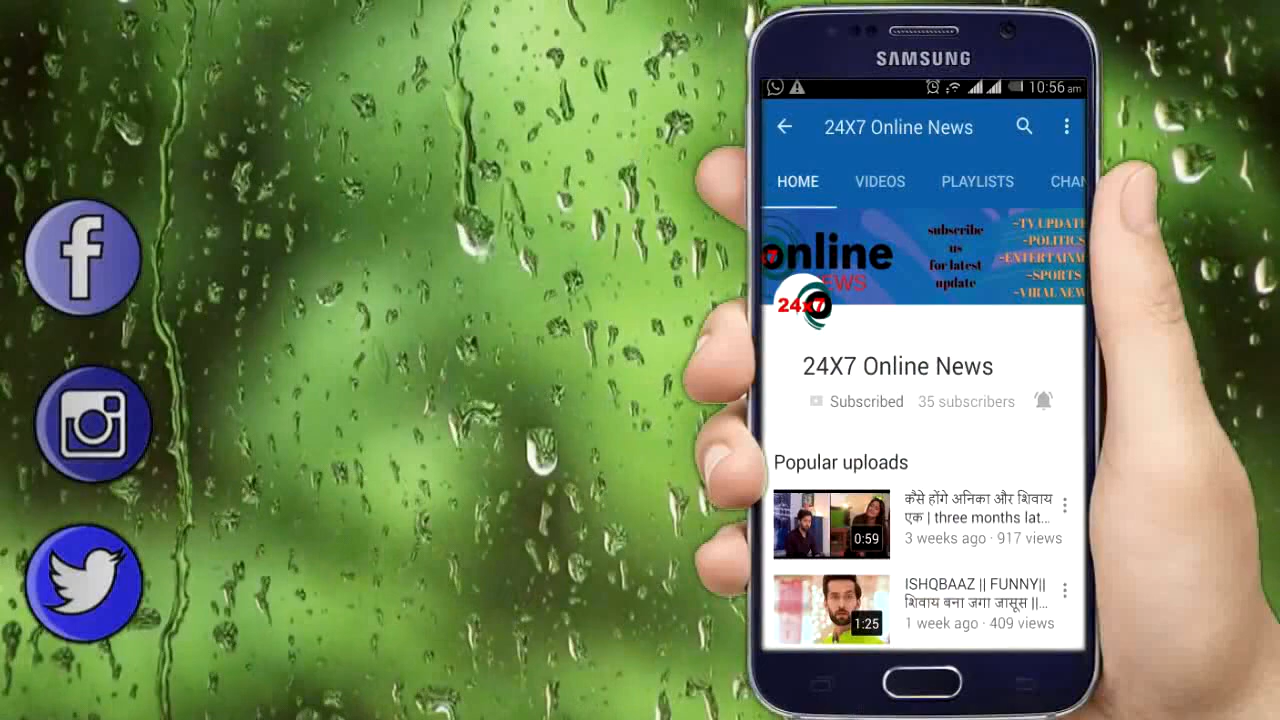 SAMSUNG
10:56 am
24X7 Online News
HOME VIDEOS PLAYLISTS CHAN
online
NEWS
24x7
subscribe
us
for latest
update
~TV UPDATE
~POLITICS
~ENTERTAINM
~SPORTS
~VIRAL NEW
24X7 Online News
Subscribed 35 subscribers
Popular uploads
कैसे होंगे अनिका और शिवाय
एक | three months lat...
3 weeks ago · 917 views
0:59
ISHQBAAZ || FUNNY||
शिवाय बना जगा जासूस ||...
1 week ago · 409 views
1:25